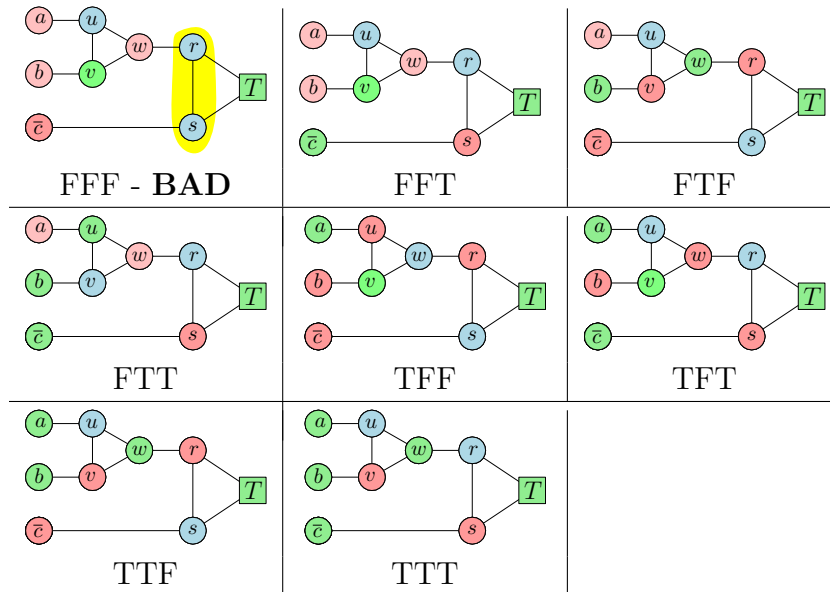 a u w r
b v T
c̅ s
FFF - BAD
a u w r
b v T
c̅ s
FFT
a u w r
b v T
c̅ s
FTF
a u w r
b v T
c̅ s
FTT
a u w r
b v T
c̅ s
TFF
a u w r
b v T
c̅ s
TFT
a u w r
b v T
c̅ s
TTF
a u w r
b v T
c̅ s
TTT